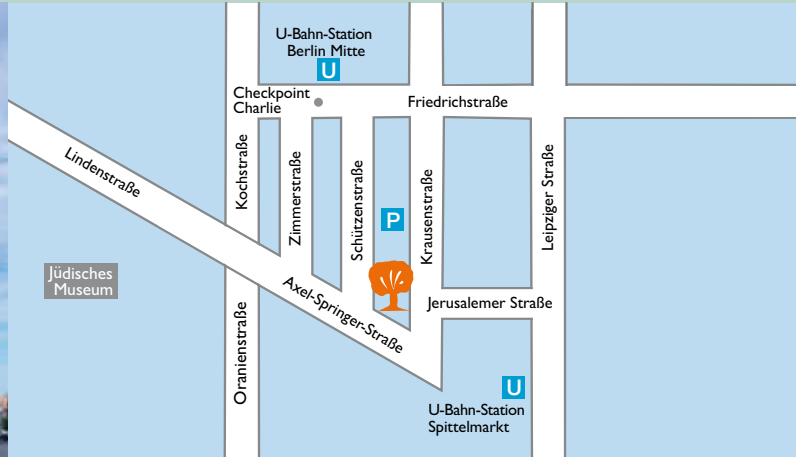 U-Bahn-Station
Berlin Mitte
U
Checkpoint
Charlie
Friedrichstraße
Lindenstraße
Kochstraße
Zimmerstraße
Schützenstraße
P
Krausenstraße
Leipziger Straße
Jüdisches
Museum
Axel-Springer-Straße
Jerusalemer Straße
Oranienstraße
U
U-Bahn-Station
Spittelmarkt